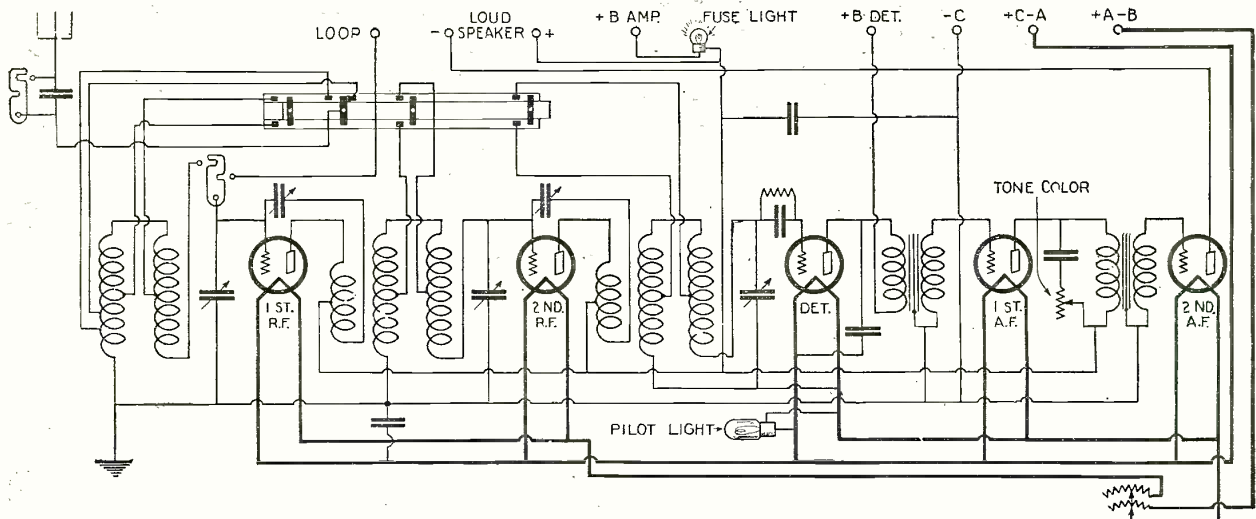 LOOP
- LOUD SPEAKER +
+B AMP.
FUSE LIGHT
+B DET.
-C
+C-A
+A-B
TONE COLOR
1 ST.
R.F.
2 ND.
R.F.
DET.
1 ST.
A.F.
2 ND.
A.F.
PILOT LIGHT